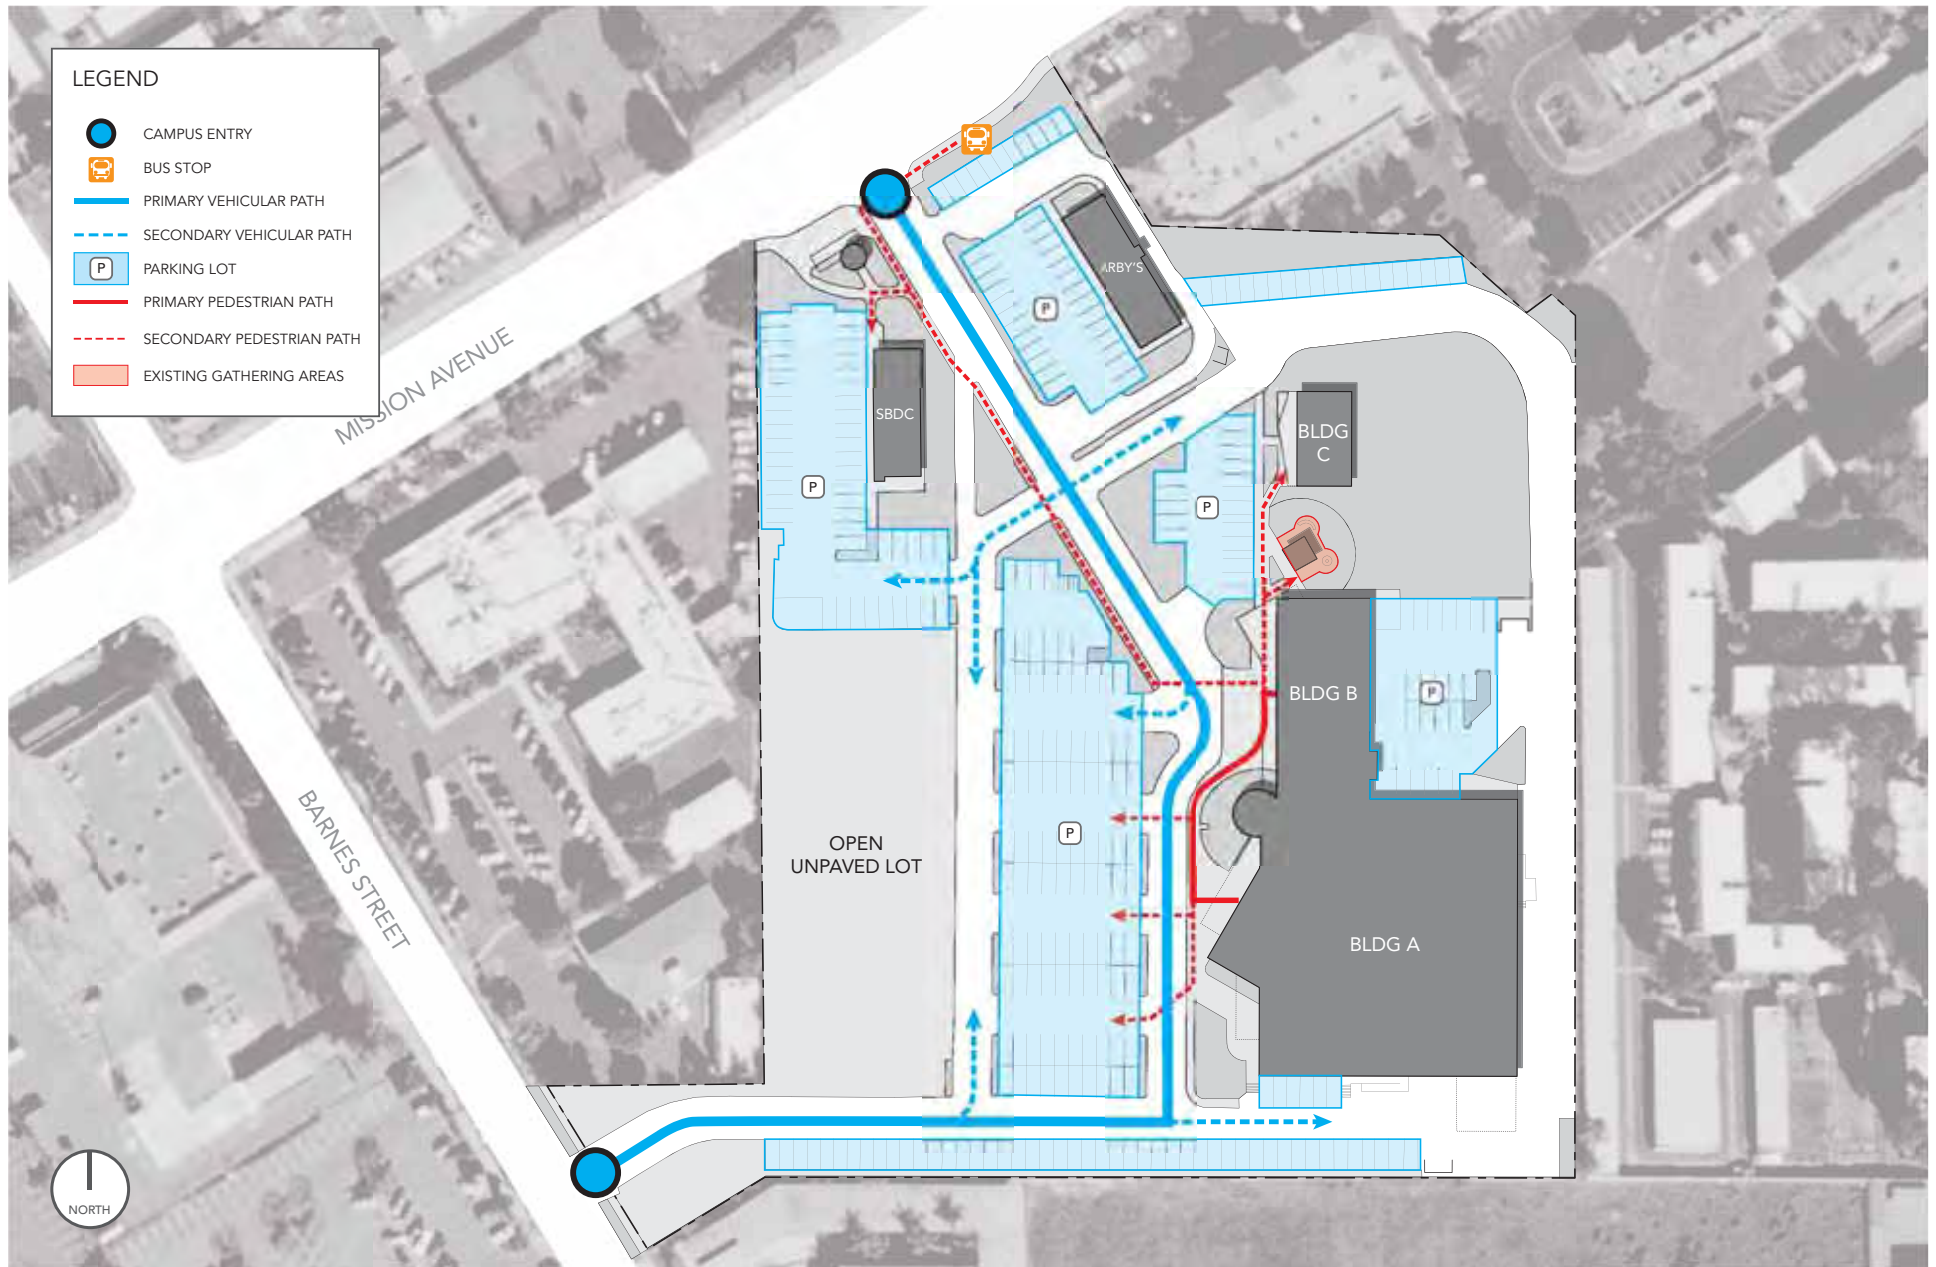 LEGEND
CAMPUS ENTRY
BUS STOP
PRIMARY VEHICULAR PATH
SECONDARY VEHICULAR PATH
P
PARKING LOT
PRIMARY PEDESTRIAN PATH
SECONDARY PEDESTRIAN PATH
EXISTING GATHERING AREAS
MISSION AVENUE
ARBY'S
P
SBDC
BLDG
C
P
P
BLDG B
P
BARNES STREET
OPEN
UNPAVED LOT
P
BLDG A
NORTH